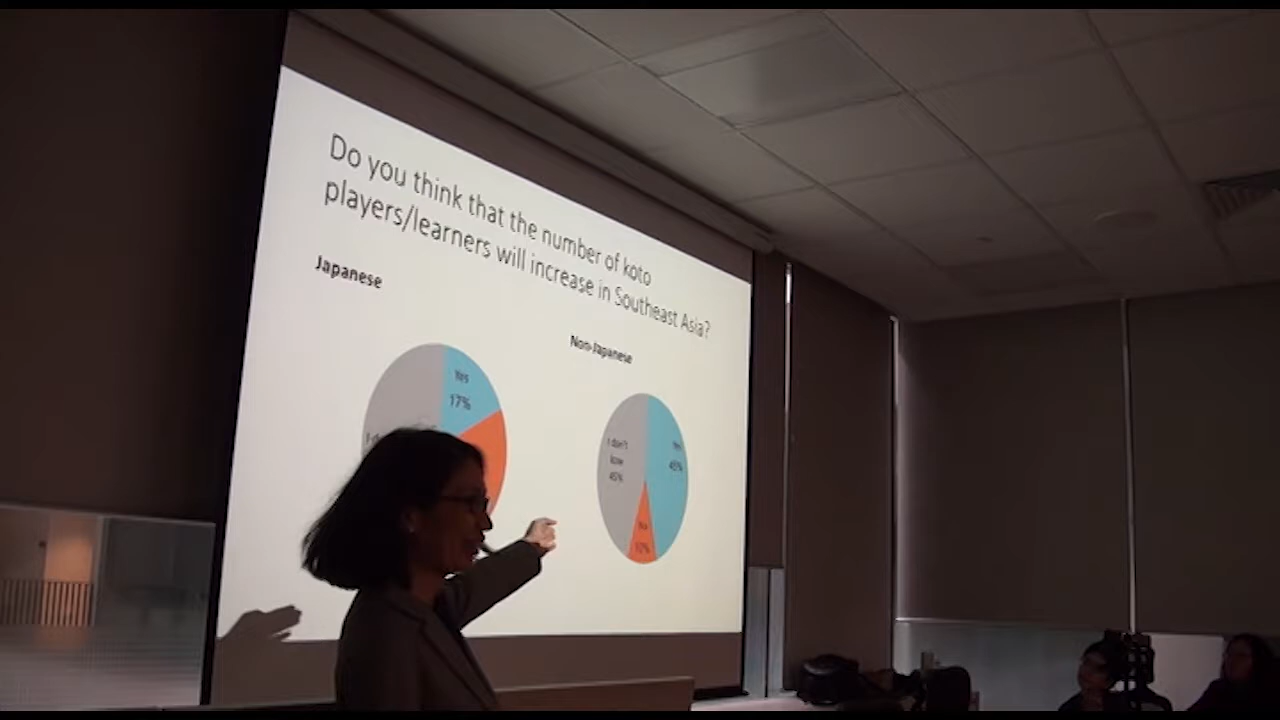 Do you think that the number of koto
players/learners will increase in Southeast Asia?
Japanese
Non-Japanese
Yes
17%
I don't
know
45%
Yes
45%
No
10%